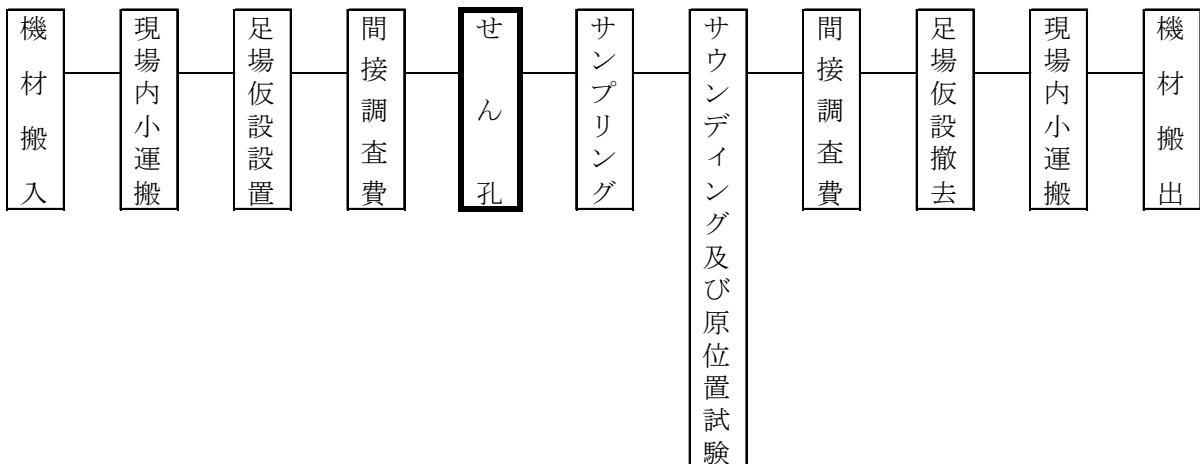 機材搬入
現場内小運搬
足場仮設設置
間接調査費
せん孔
サンプリング
サウンディング及び原位置試験
間接調査費
足場仮設撤去
現場内小運搬
機材搬出